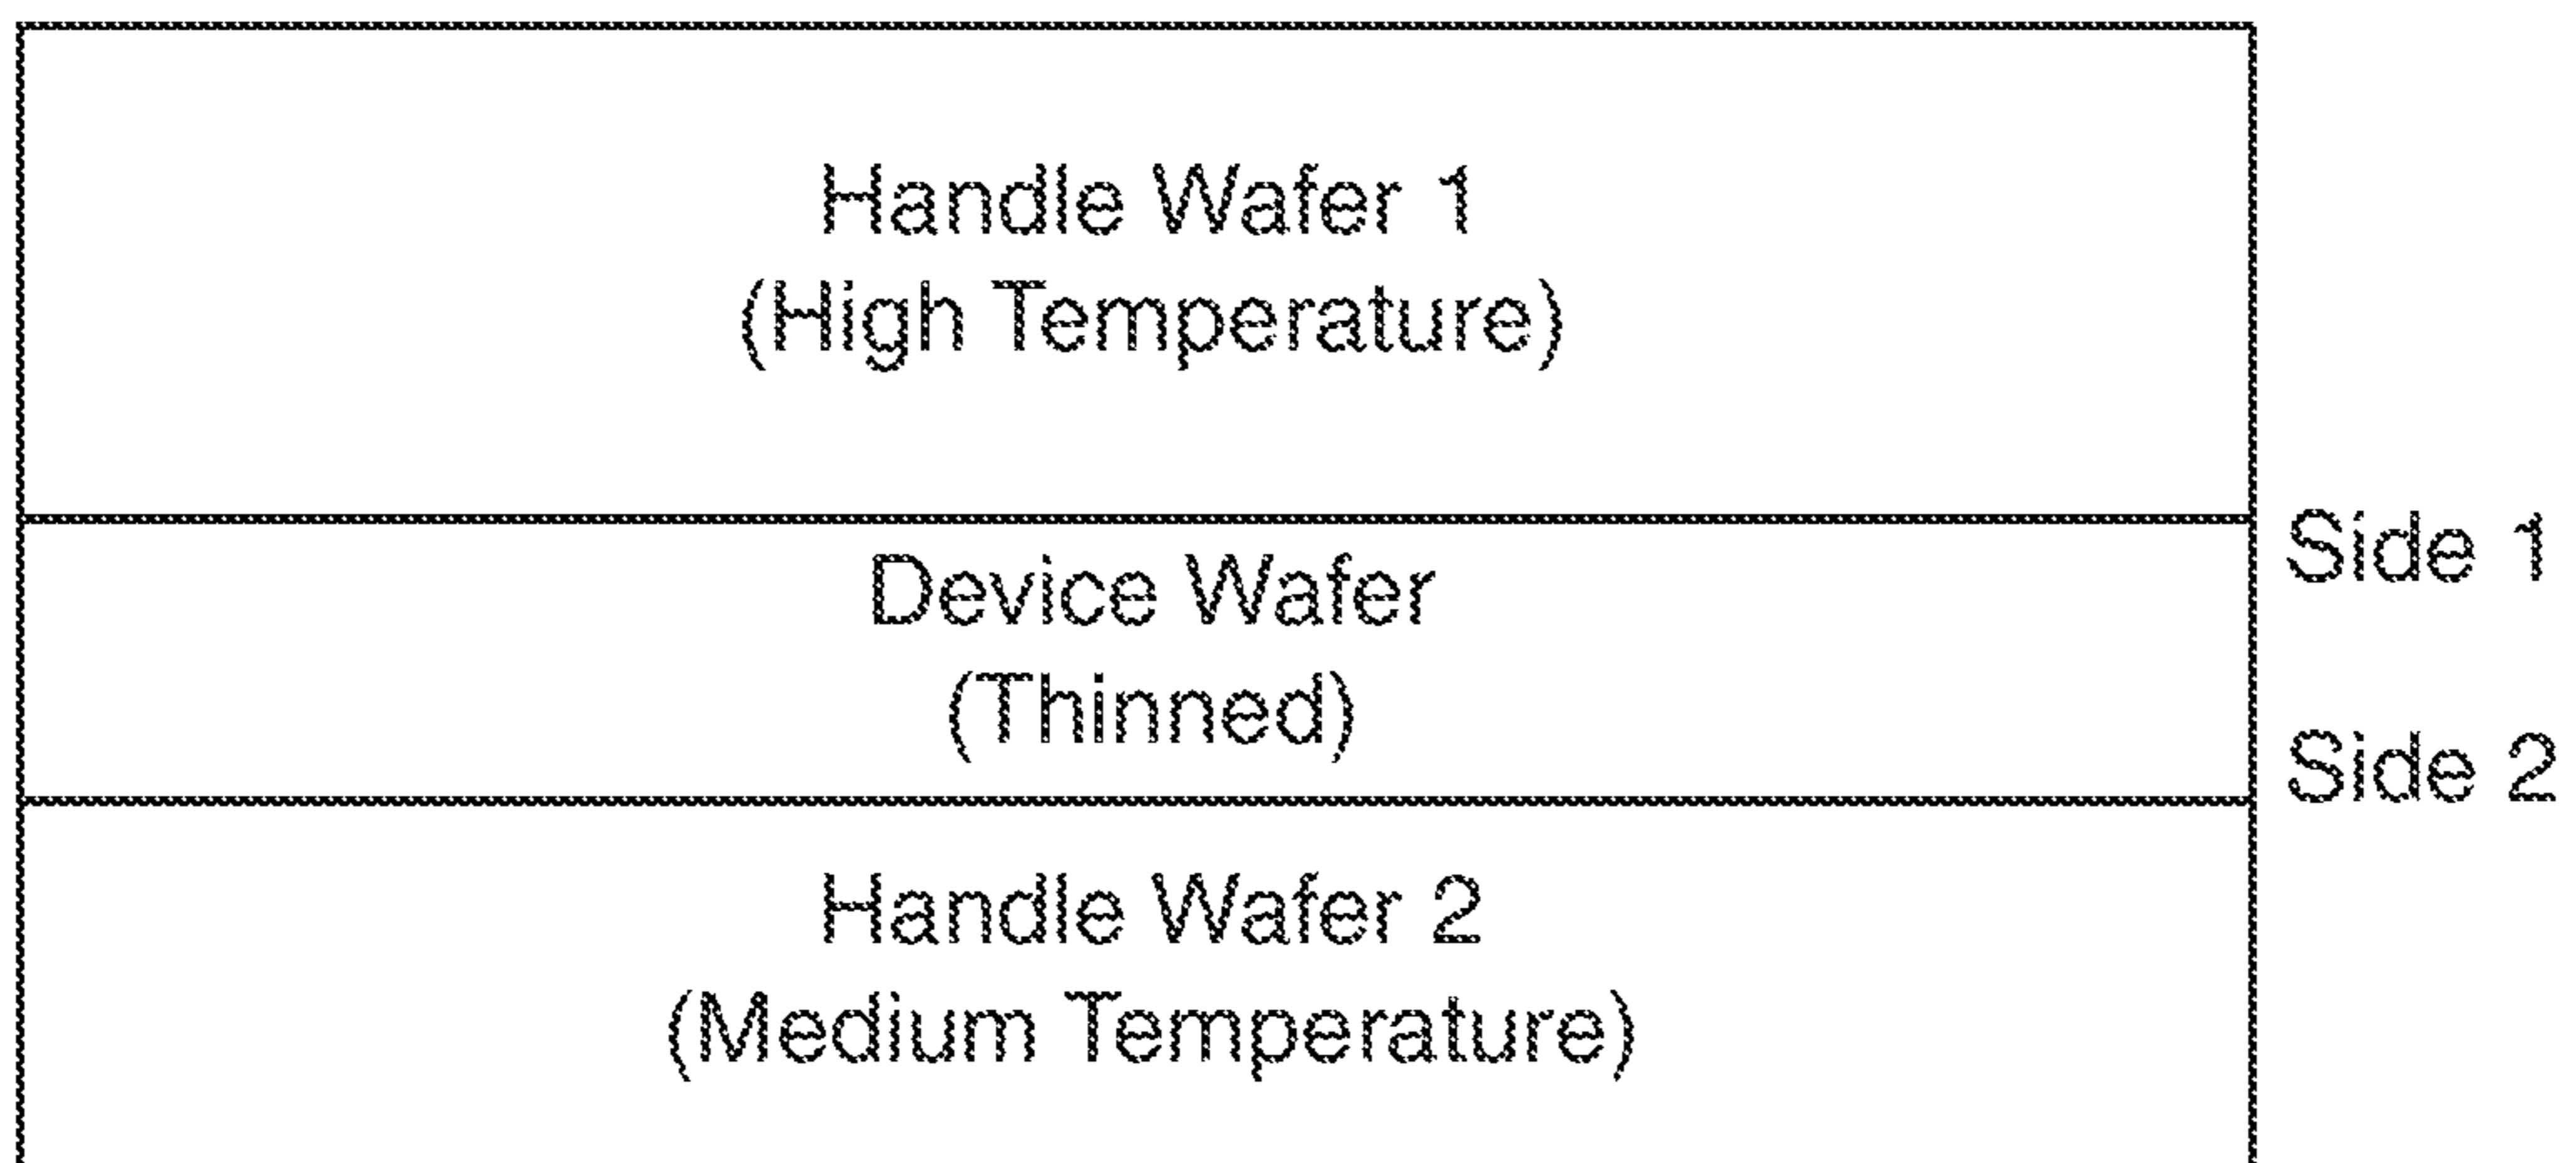 Handle Wafer 1
(High Temperature)
Side 1
Device Wafer
(Thinned)
Side 2
Handle Wafer 2
(Medium Temperature)